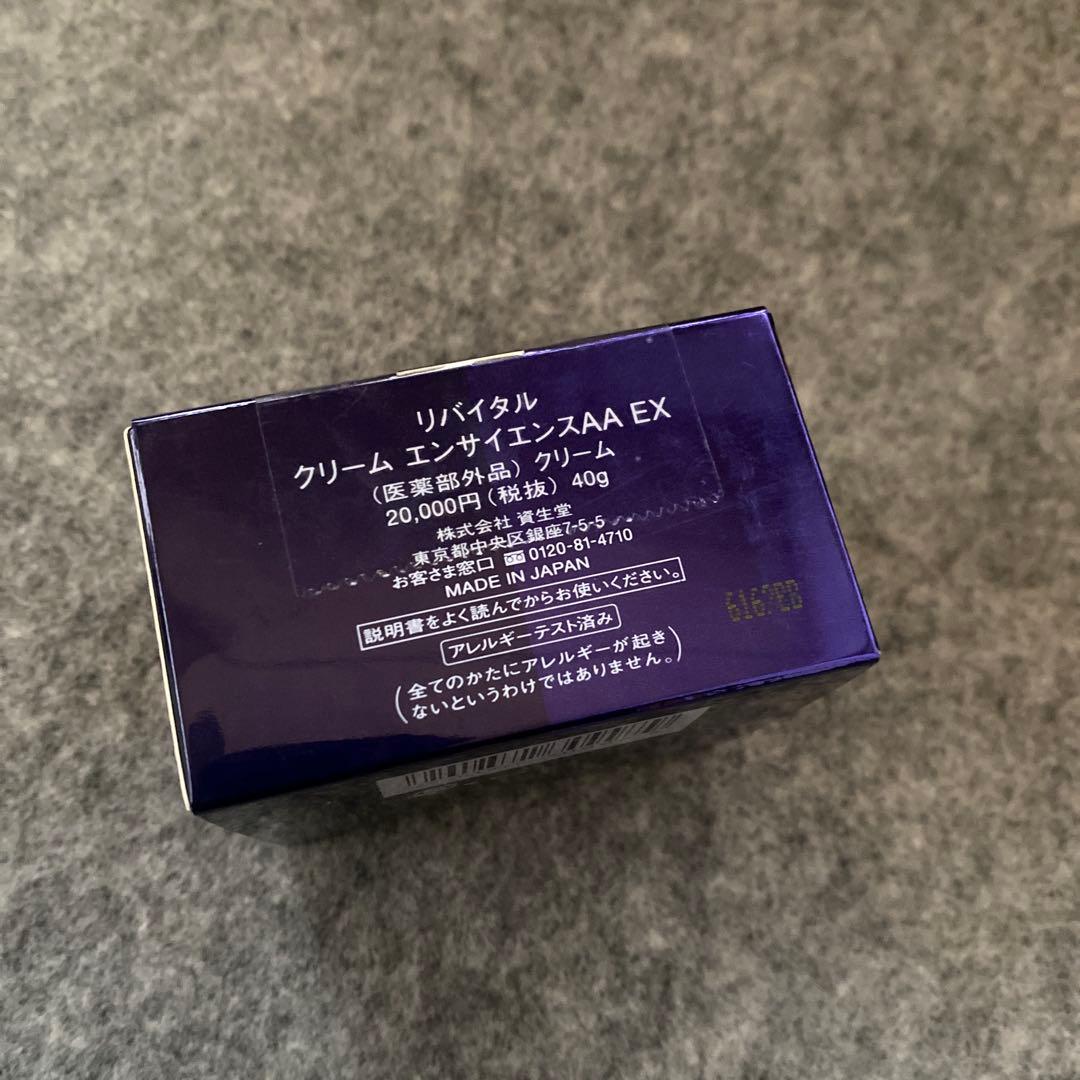 リバイタル
クリーム エンサイエンスAA EX
（医薬部外品）クリーム
20,000円（税抜）40g
株式会社 資生堂
東京都中央区銀座7-5-5
お客さま窓口 0120-81-4710
MADE IN JAPAN
説明書をよく読んでからお使いください。
アレルギーテスト済み
（全てのかたにアレルギーが起き
ないというわけではありません。）